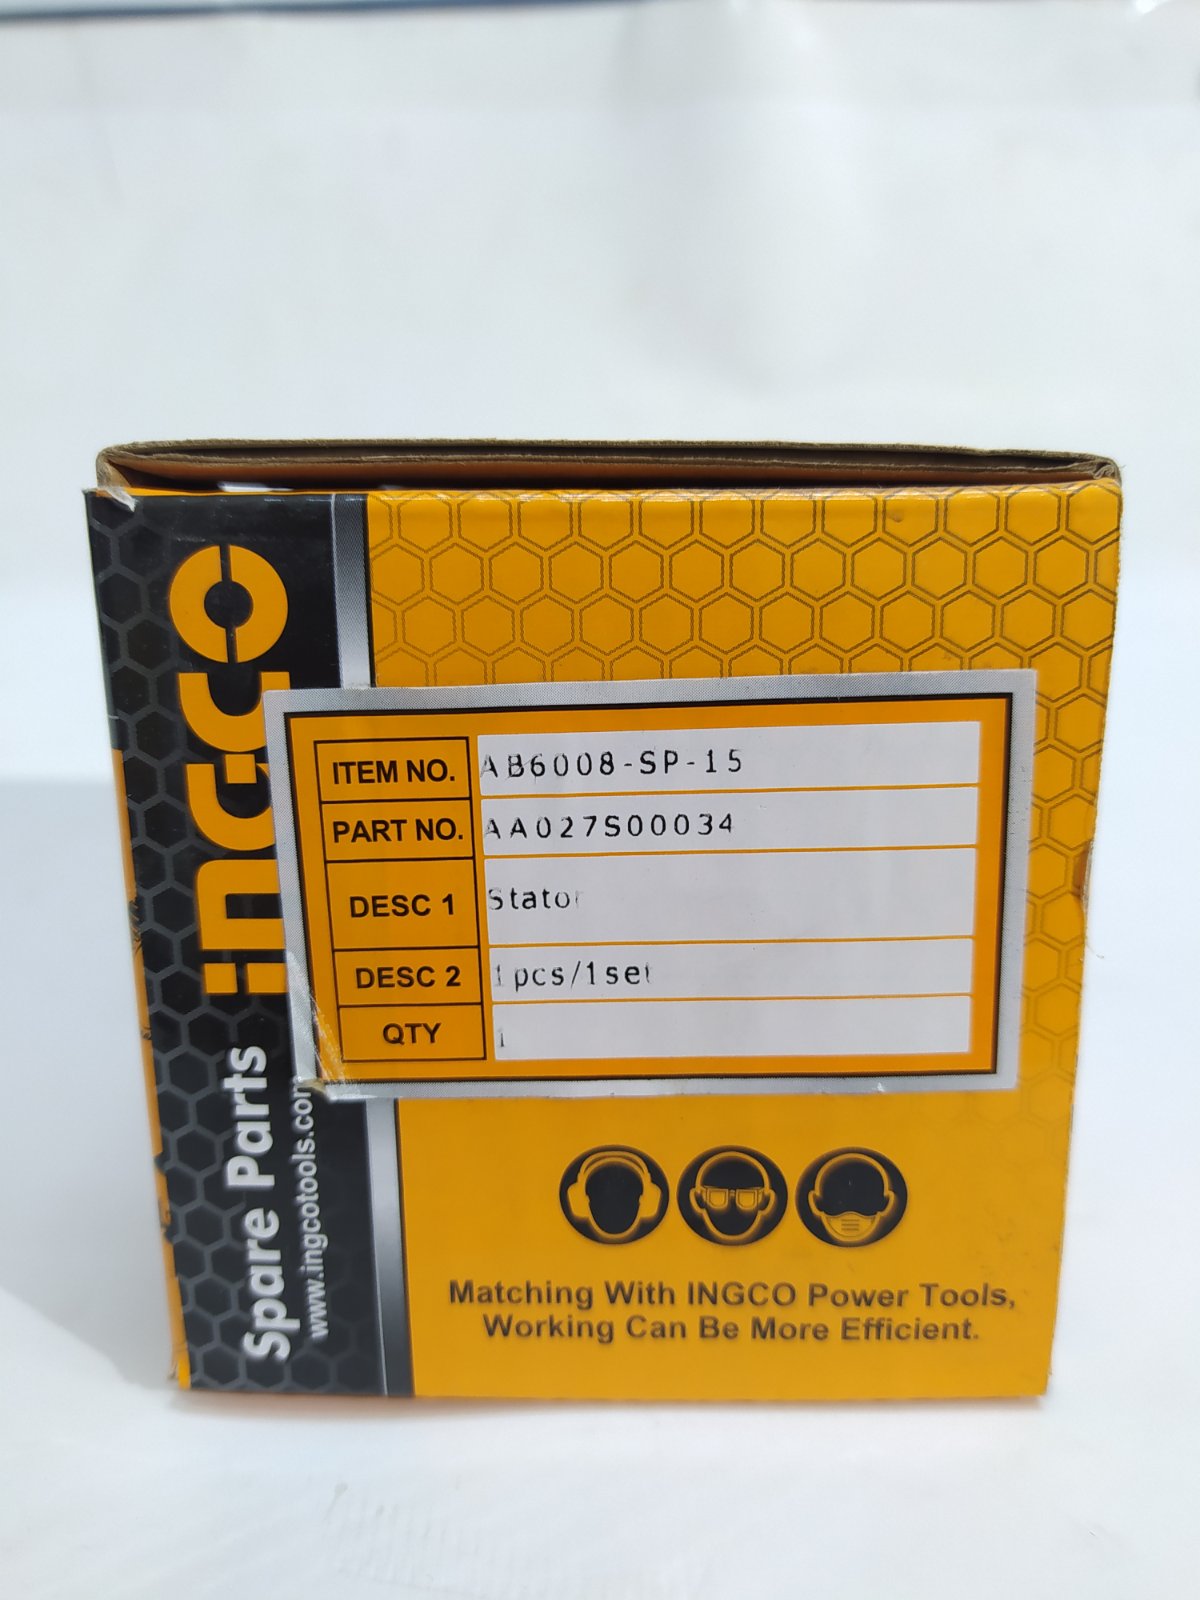 INGCO
Spare Parts
www.ingcotools.com
ITEM NO. AB6008-SP-15
PART NO. AA027S00034
DESC 1 Stator
DESC 2 1pcs/1set
QTY 1
Matching With INGCO Power Tools,
Working Can Be More Efficient.